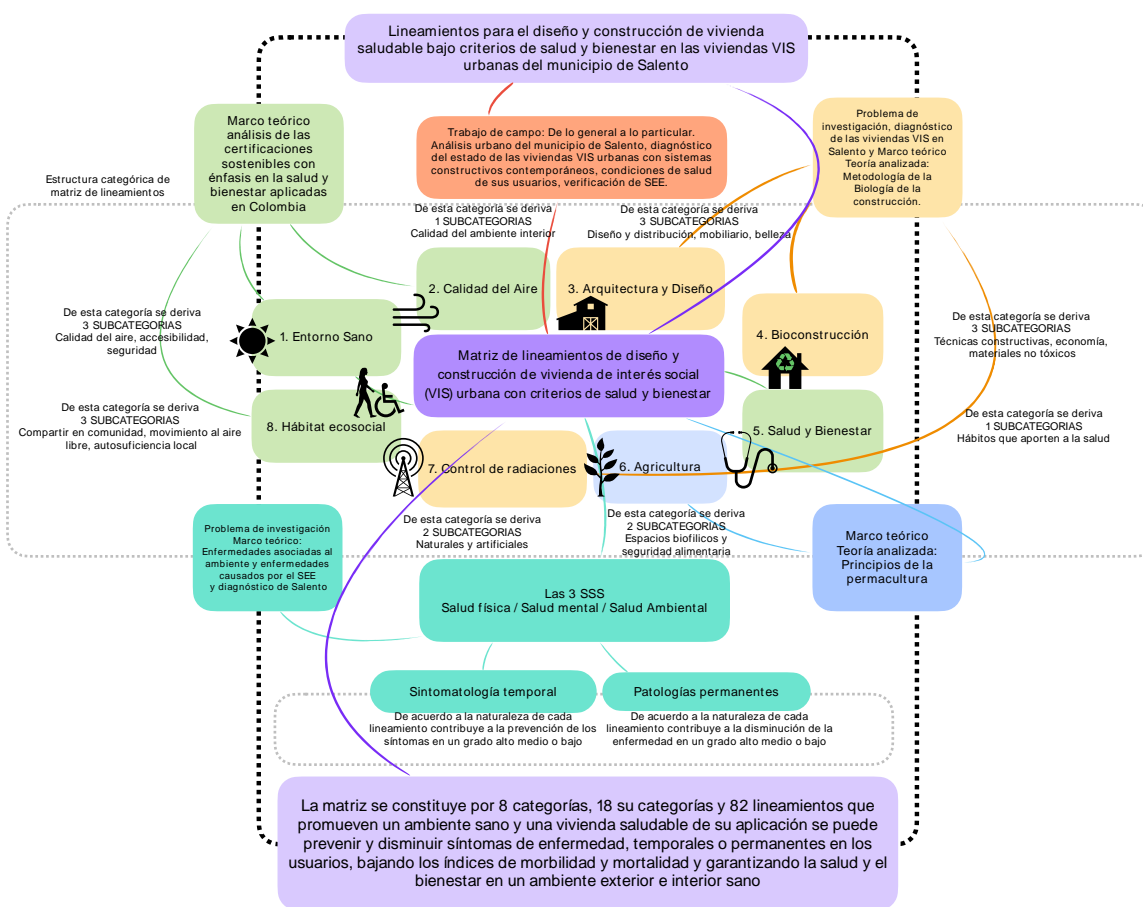 Lineamientos para el diseño y construcción de vivienda
saludable bajo criterios de salud y bienestar en las viviendas VIS
urbanas del municipio de Salento
Marco teórico
análisis de las
certificaciones
sostenibles con
énfasis en la salud y
bienestar aplicadas
en Colombia
Trabajo de campo: De lo general a lo particular.
Análisis urbano del municipio de Salento, diagnóstico
del estado de las viviendas VIS urbanas con sistemas
constructivos contemporáneos, condiciones de salud
de sus usuarios, verificación de SEE.
Problema de
investigación, diagnóstico
de las viviendas VIS en
Salento y Marco teórico
Teoría analizada:
Metodología de la
Biología de la
construcción.
Estructura categórica de
matriz de lineamientos
De esta categoría se deriva
1 SUBCATEGORIAS
Calidad del ambiente interior
De esta categoría se deriva
3 SUBCATEGORIAS
Diseño y distribución, mobiliario, belleza
2. Calidad del Aire
3. Arquitectura y Diseño
De esta categoría se deriva
3 SUBCATEGORIAS
Calidad del aire, accesibilidad,
seguridad
1. Entorno Sano
4. Bioconstrucción
De esta categoría se deriva
3 SUBCATEGORIAS
Técnicas constructivas, economía,
materiales no tóxicos
Matriz de lineamientos de diseño y
construcción de vivienda de interés social
(VIS) urbana con criterios de salud y bienestar
De esta categoría se deriva
3 SUBCATEGORIAS
Compartir en comunidad, movimiento al aire
libre, autosuficiencia local
8. Hábitat ecosocial
5. Salud y Bienestar
De esta categoría se deriva
1 SUBCATEGORIAS
Hábitos que aporten a la salud
7. Control de radiaciones
6. Agricultura
De esta categoría se deriva
2 SUBCATEGORIAS
Naturales y artificiales
De esta categoría se deriva
2 SUBCATEGORIAS
Espacios biofilicos y
seguridad alimentaria
Problema de investigación
Marco teórico:
Enfermedades asociadas al
ambiente y enfermedades
causados por el SEE
y diagnóstico de Salento
Marco teórico
Teoría analizada:
Principios de la
permacultura
Las 3 SSS
Salud física / Salud mental / Salud Ambiental
Sintomatología temporal
Patologías permanentes
De acuerdo a la naturaleza de cada
lineamiento contribuye a la prevención de los
síntomas en un grado alto medio o bajo
De acuerdo a la naturaleza de cada
lineamiento contribuye a la disminución de la
enfermedad en un grado alto medio o bajo
La matriz se constituye por 8 categorías, 18 su categorías y 82 lineamientos que
promueven un ambiente sano y una vivienda saludable de su aplicación se puede
prevenir y disminuir síntomas de enfermedad, temporales o permanentes en los
usuarios, bajando los índices de morbilidad y mortalidad y garantizando la salud y el
bienestar en un ambiente exterior e interior sano